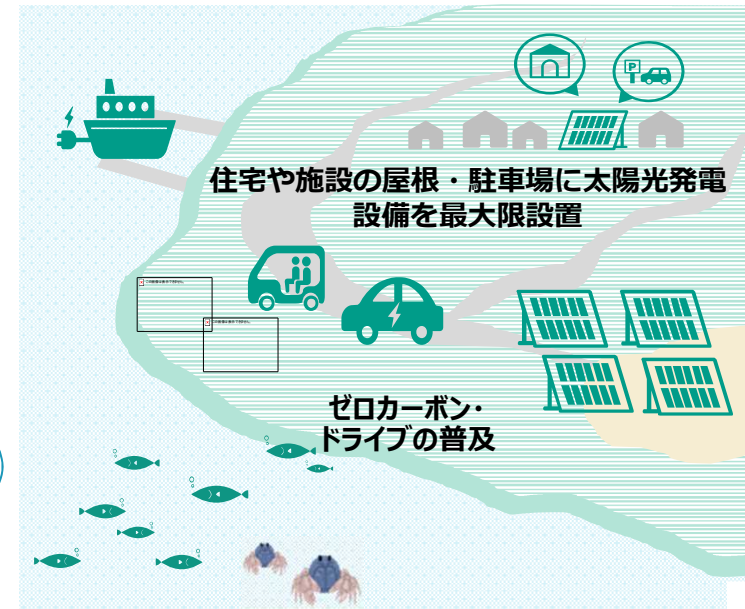 P
住宅や施設の屋根・駐車場に太陽光発電
設備を最大限設置
ゼロカーボン・
ドライブの普及